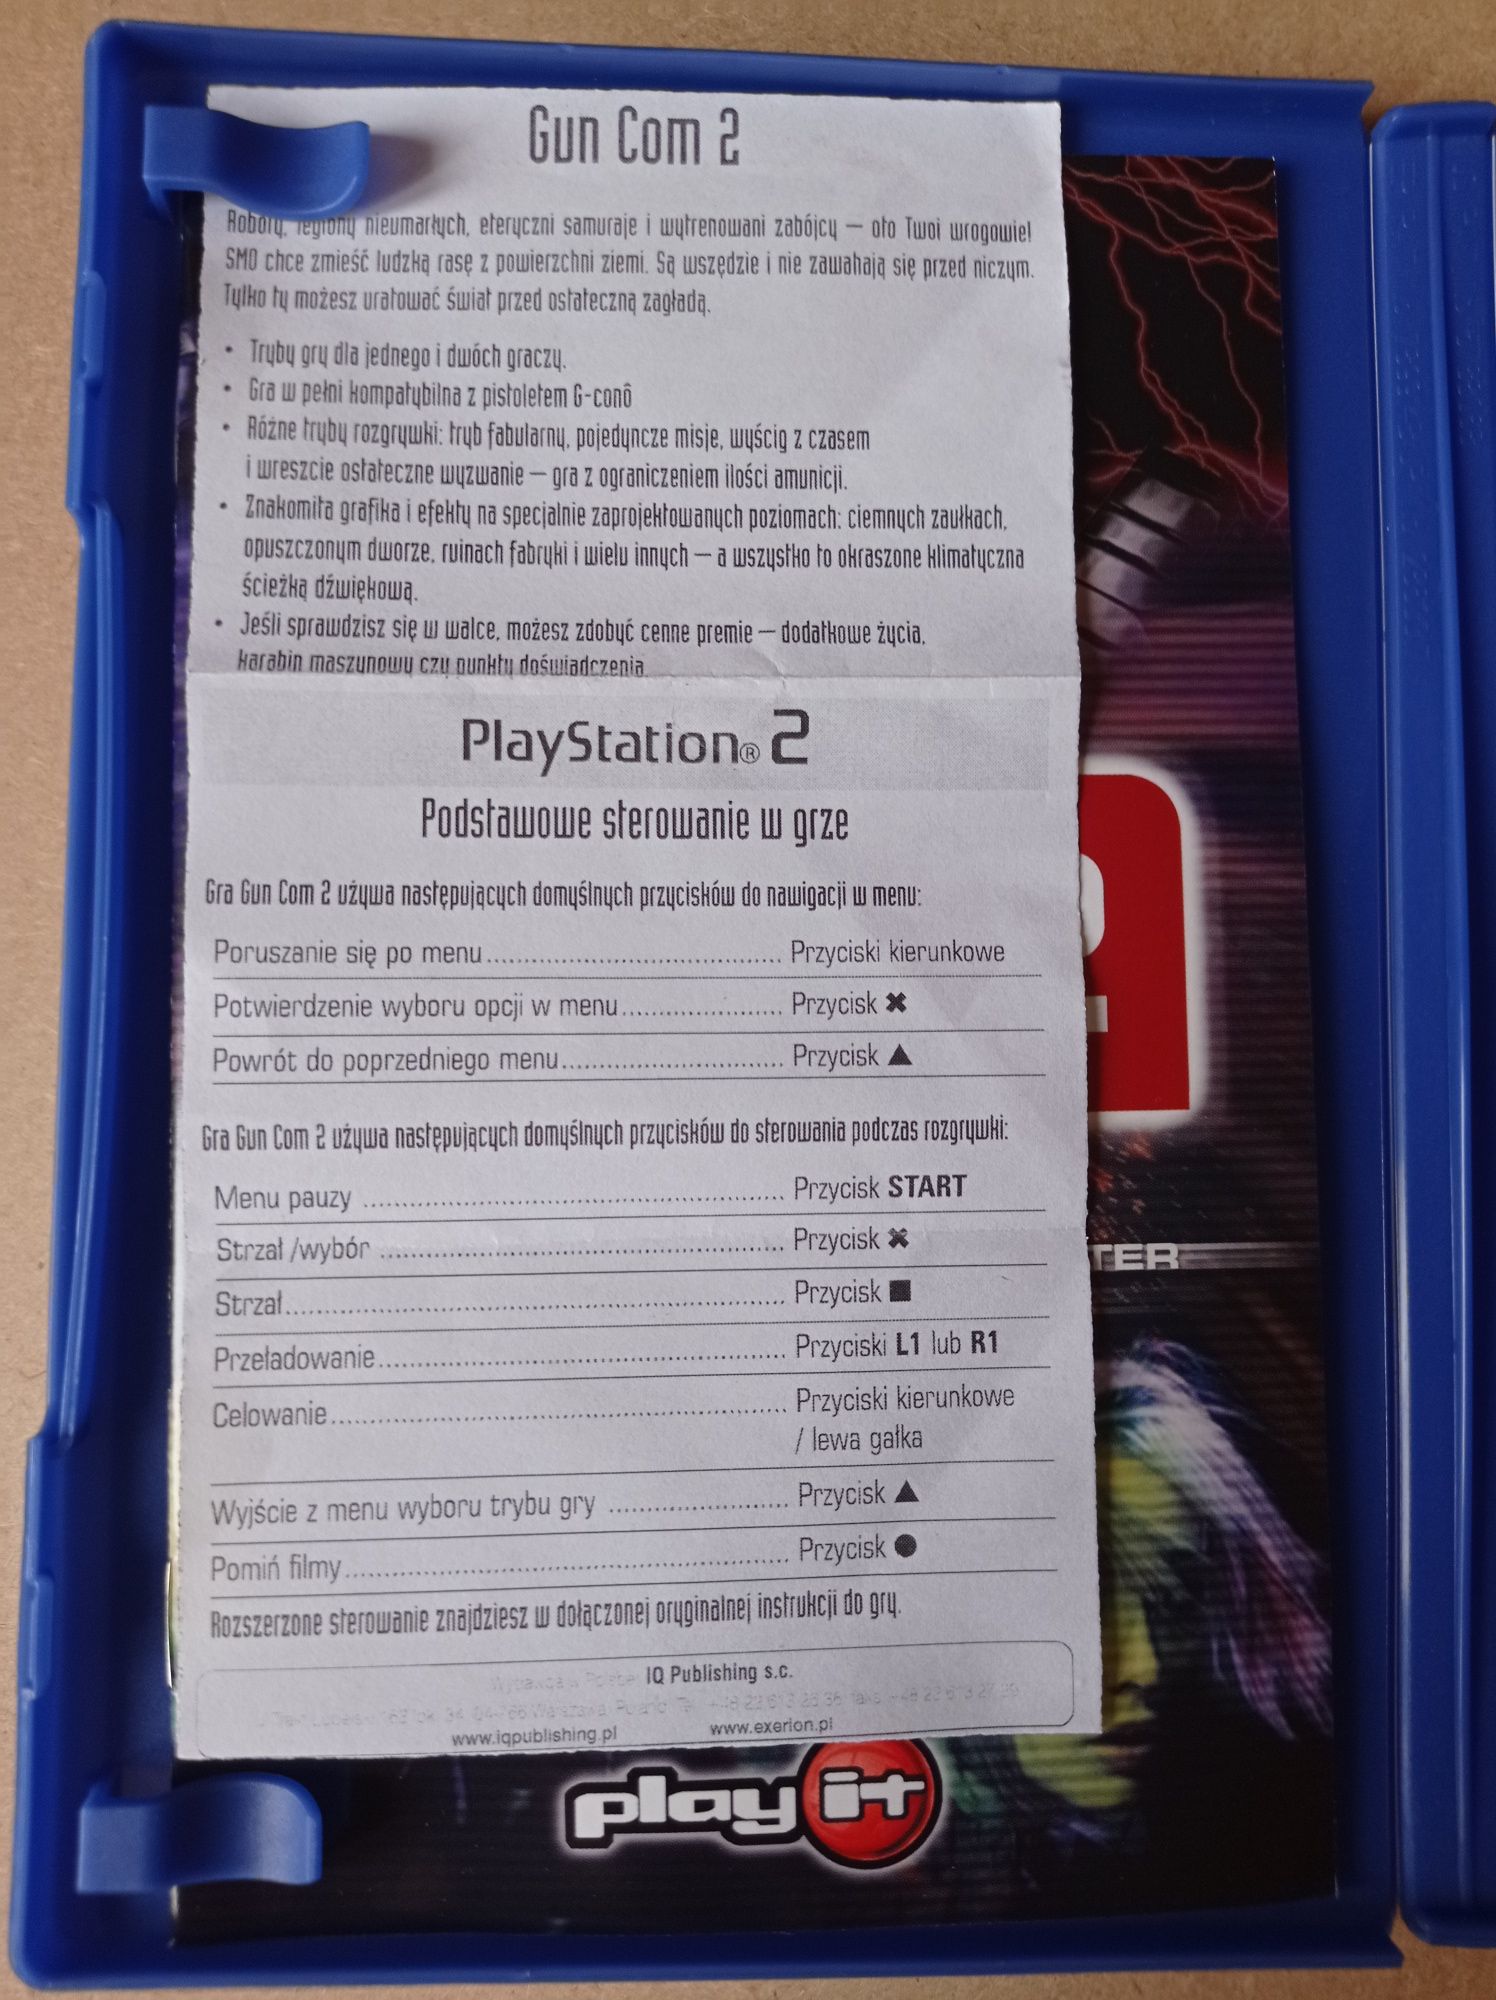 Gun Com 2
Roboty, legiony nieumarłych, eteryczni samuraje i wytrenowani zabójcy — oto Twoi wrogowie!
SMO chce zmieść ludzką rasę z powierzchni ziemi. Są wszędzie i nie zawahają się przed niczym.
Tylko ty możesz uratować świat przed ostateczną zagładą.
• Tryby gry dla jednego i dwóch graczy.
• Gra w pełni kompatybilna z pistoletem G-conô
• Różne tryby rozgrywki: tryb fabularny, pojedyncze misje, wyścig z czasem
i wreszcie ostateczne wyzwanie — gra z ograniczeniem ilości amunicji.
• Znakomita grafika i efekty na specjalnie zaprojektowanych poziomach: ciemnych zaułkach,
opuszczonym dworze, ruinach fabryki i wielu innych — a wszystko to okraszone klimatyczna
ścieżką dźwiękową.
• Jeśli sprawdzisz się w walce, możesz zdobyć cenne premie — dodatkowe życia,
karabin maszynowy czy punkty doświadczenia.
PlayStation® 2
Podstawowe sterowanie w grze
Gra Gun Com 2 używa następujących domyślnych przycisków do nawigacji w menu:
Poruszanie się po menu...................................... Przyciski kierunkowe
Potwierdzenie wyboru opcji w menu....................... Przycisk ✖
Powrót do poprzedniego menu............................. Przycisk ▲
Gra Gun Com 2 używa następujących domyślnych przycisków do sterowania podczas rozgrywki:
Menu pauzy ...................................................... Przycisk START
Strzał /wybór .................................................... Przycisk ✖
Strzał................................................................ Przycisk ■
Przeładowanie.................................................... Przyciski L1 lub R1
Celowanie.......................................................... Przyciski kierunkowe
/ lewa gałka
Wyjście z menu wyboru trybu gry ....................... Przycisk ▲
Pomiń filmy........................................................ Przycisk ●
Rozszerzone sterowanie znajdziesz w dołączonej oryginalnej instrukcji do gry.
IQ Publishing s.c.
www.iqpublishing.pl www.exerion.pl
TER
play it